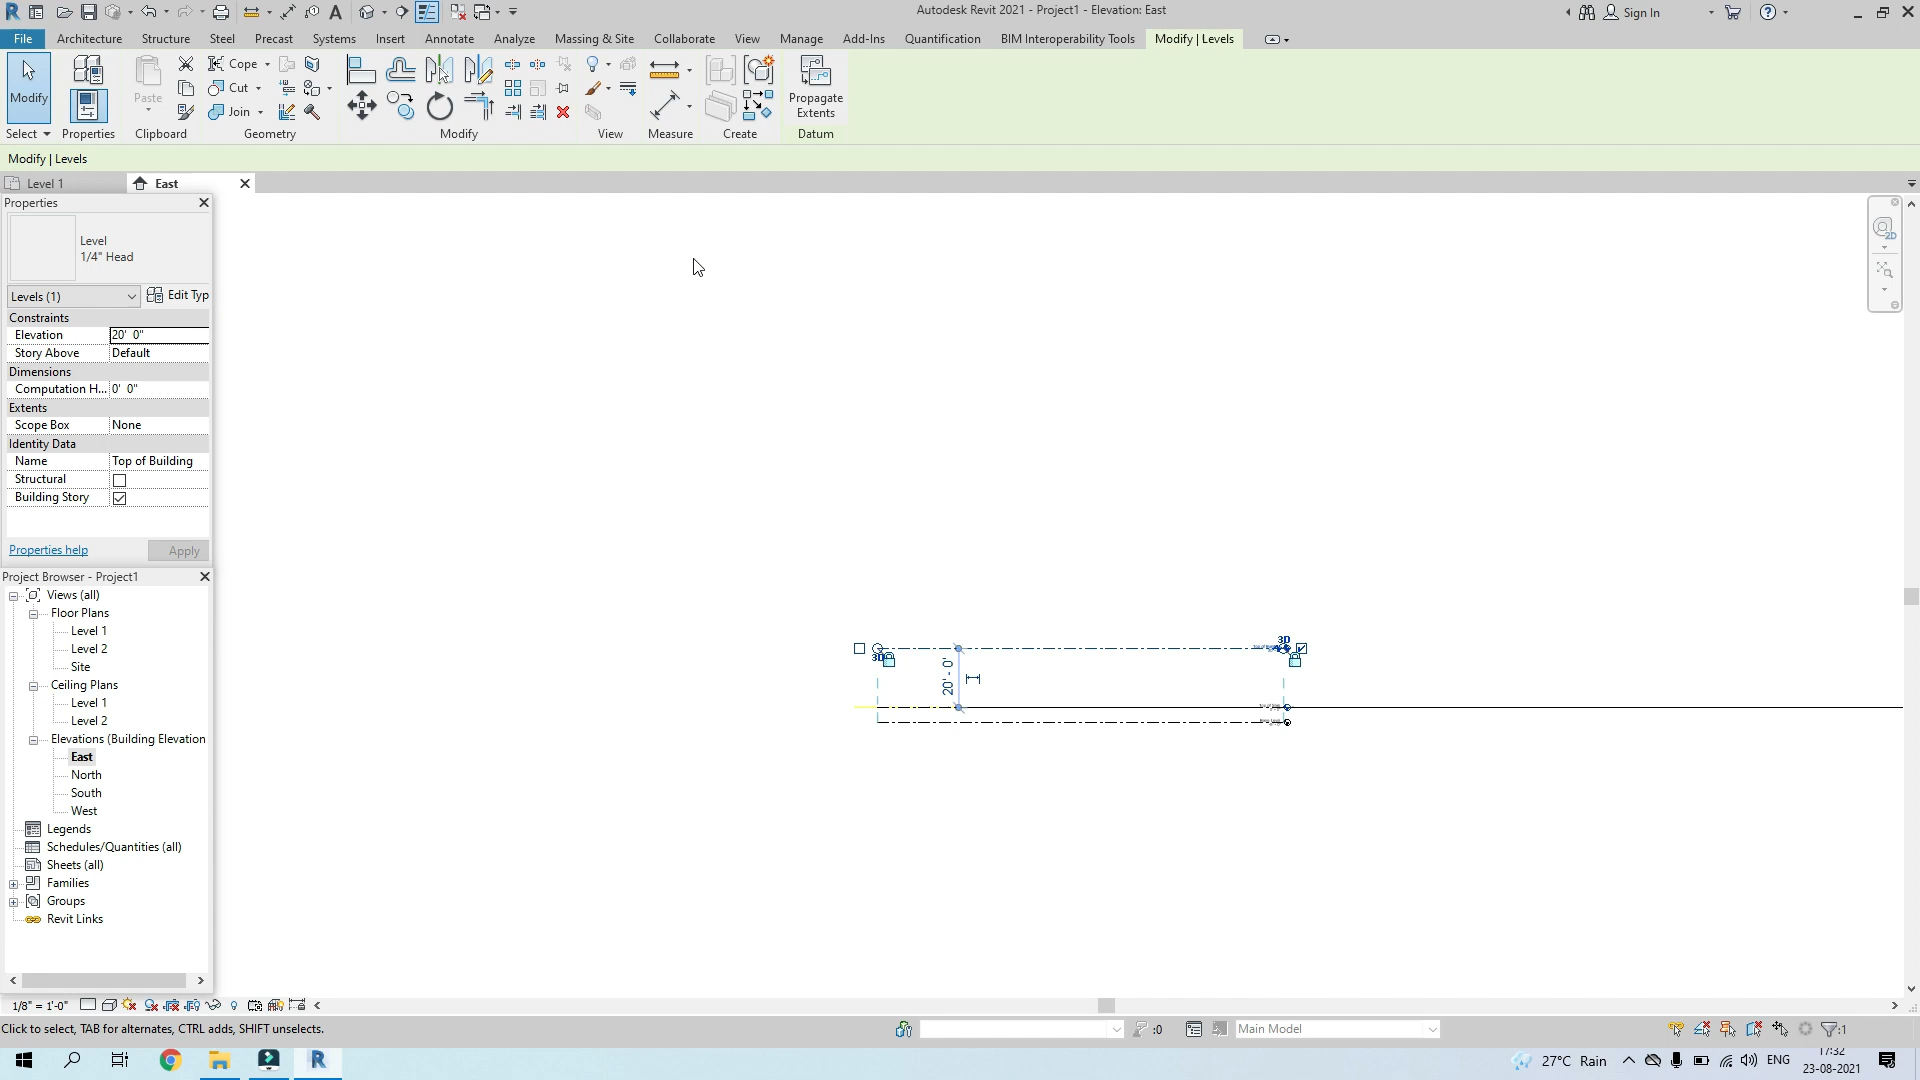 Autodesk Revit 2021 - Project1 - Elevation: East
Sign In
File Architecture Structure Steel Precast Systems Insert Annotate Analyze Massing & Site Collaborate View Manage Add-Ins Quantification BIM Interoperability Tools Modify | Levels
Cope
Cut
Join
Modify
Paste
Propagate
Extents
Select Properties Clipboard Geometry Modify View Measure Create Datum
Modify | Levels
Level 1
East
Properties
Level
1/4" Head
Levels (1)
Edit Typ
Constraints
Elevation 20' 0"
Story Above Default
Dimensions
Computation H... 0' 0"
Extents
Scope Box None
Identity Data
Name Top of Building
Structural
Building Story
Properties help
Apply
Project Browser - Project1
Views (all)
Floor Plans
Level 1
Level 2
Site
Ceiling Plans
Level 1
Level 2
Elevations (Building Elevation
East
North
South
West
Legends
Schedules/Quantities (all)
Sheets (all)
Families
Groups
Revit Links
3D
3D
20' - 0"
2D
1/8" = 1'-0"
Click to select, TAB for alternates, CTRL adds, SHIFT unselects.
:0
Main Model
:1
27°C Rain
ENG
17:32
23-08-2021